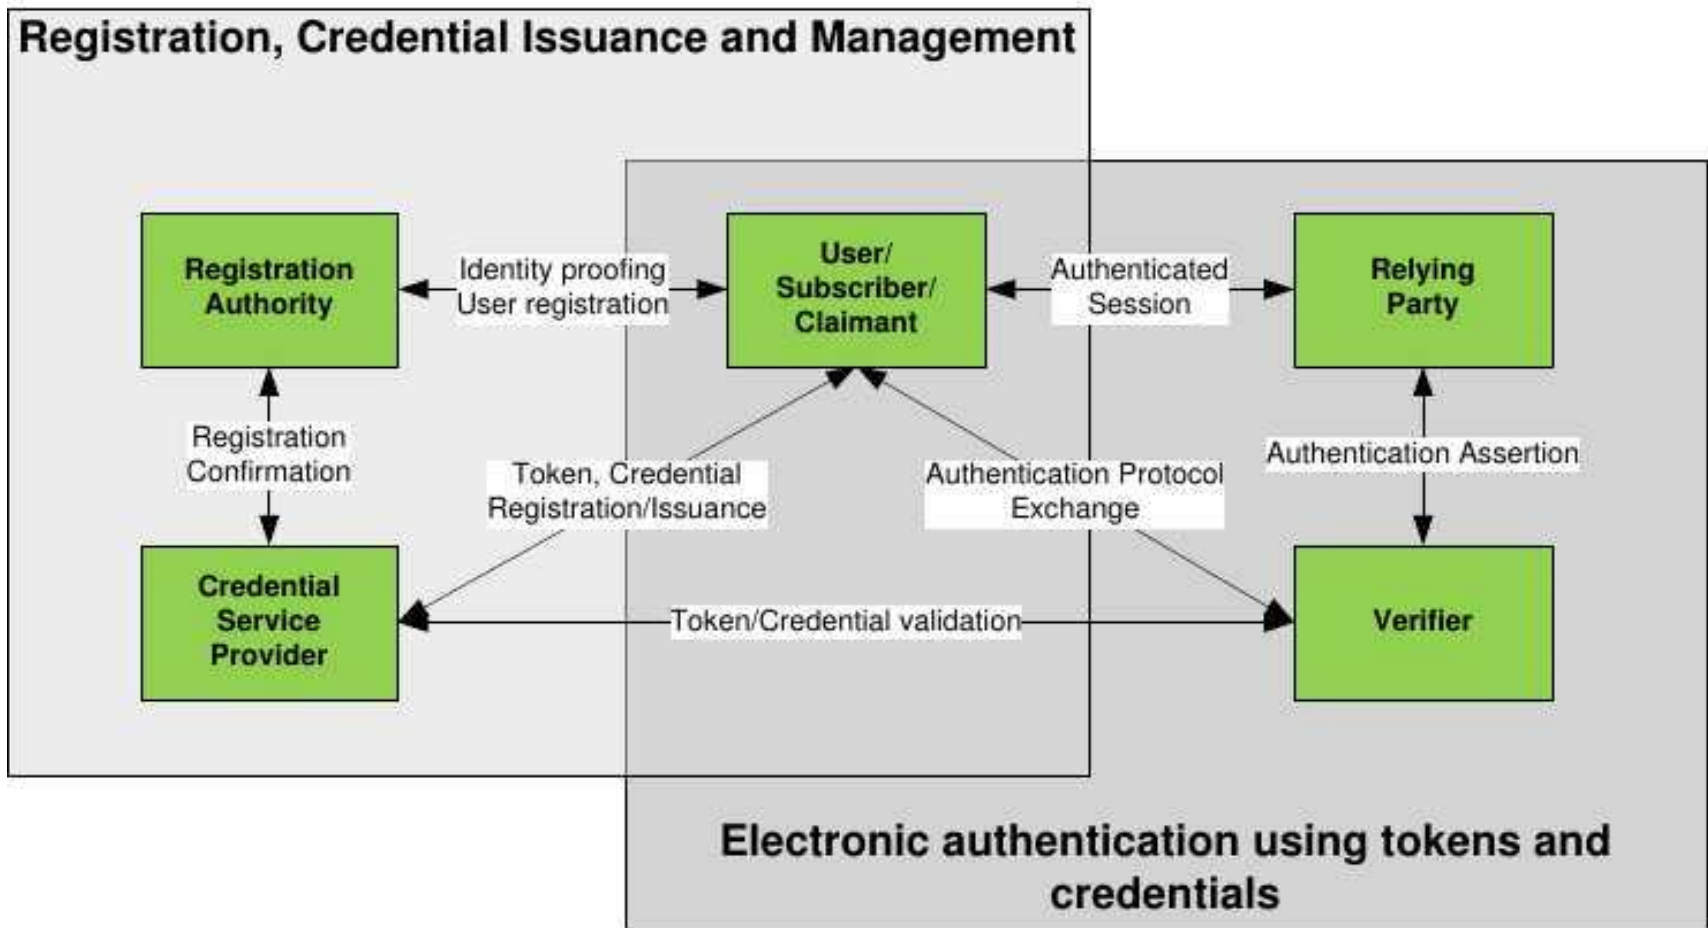 Registration, Credential Issuance and Management
Registration
Authority
Identity proofing
User registration
User/
Subscriber/
Claimant
Authenticated
Session
Relying
Party
Registration
Confirmation
Token, Credential
Registration/Issuance
Authentication Protocol
Exchange
Authentication Assertion
Credential
Service
Provider
Token/Credential validation
Verifier
Electronic authentication using tokens and
credentials